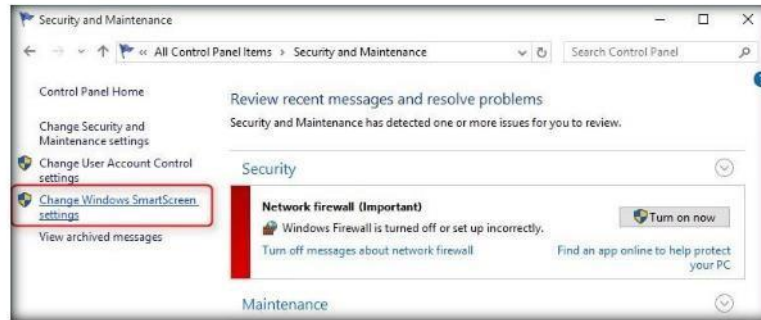 Security and Maintenance
« All Control Panel Items > Security and Maintenance
Search Control Panel
Control Panel Home
Change Security and
Maintenance settings
Change User Account Control
settings
Change Windows SmartScreen
settings
View archived messages
Review recent messages and resolve problems
Security and Maintenance has detected one or more issues for you to review.
Security
Network firewall (Important)
Windows Firewall is turned off or set up incorrectly.
Turn on now
Turn off messages about network firewall
Find an app online to help protect
your PC
Maintenance